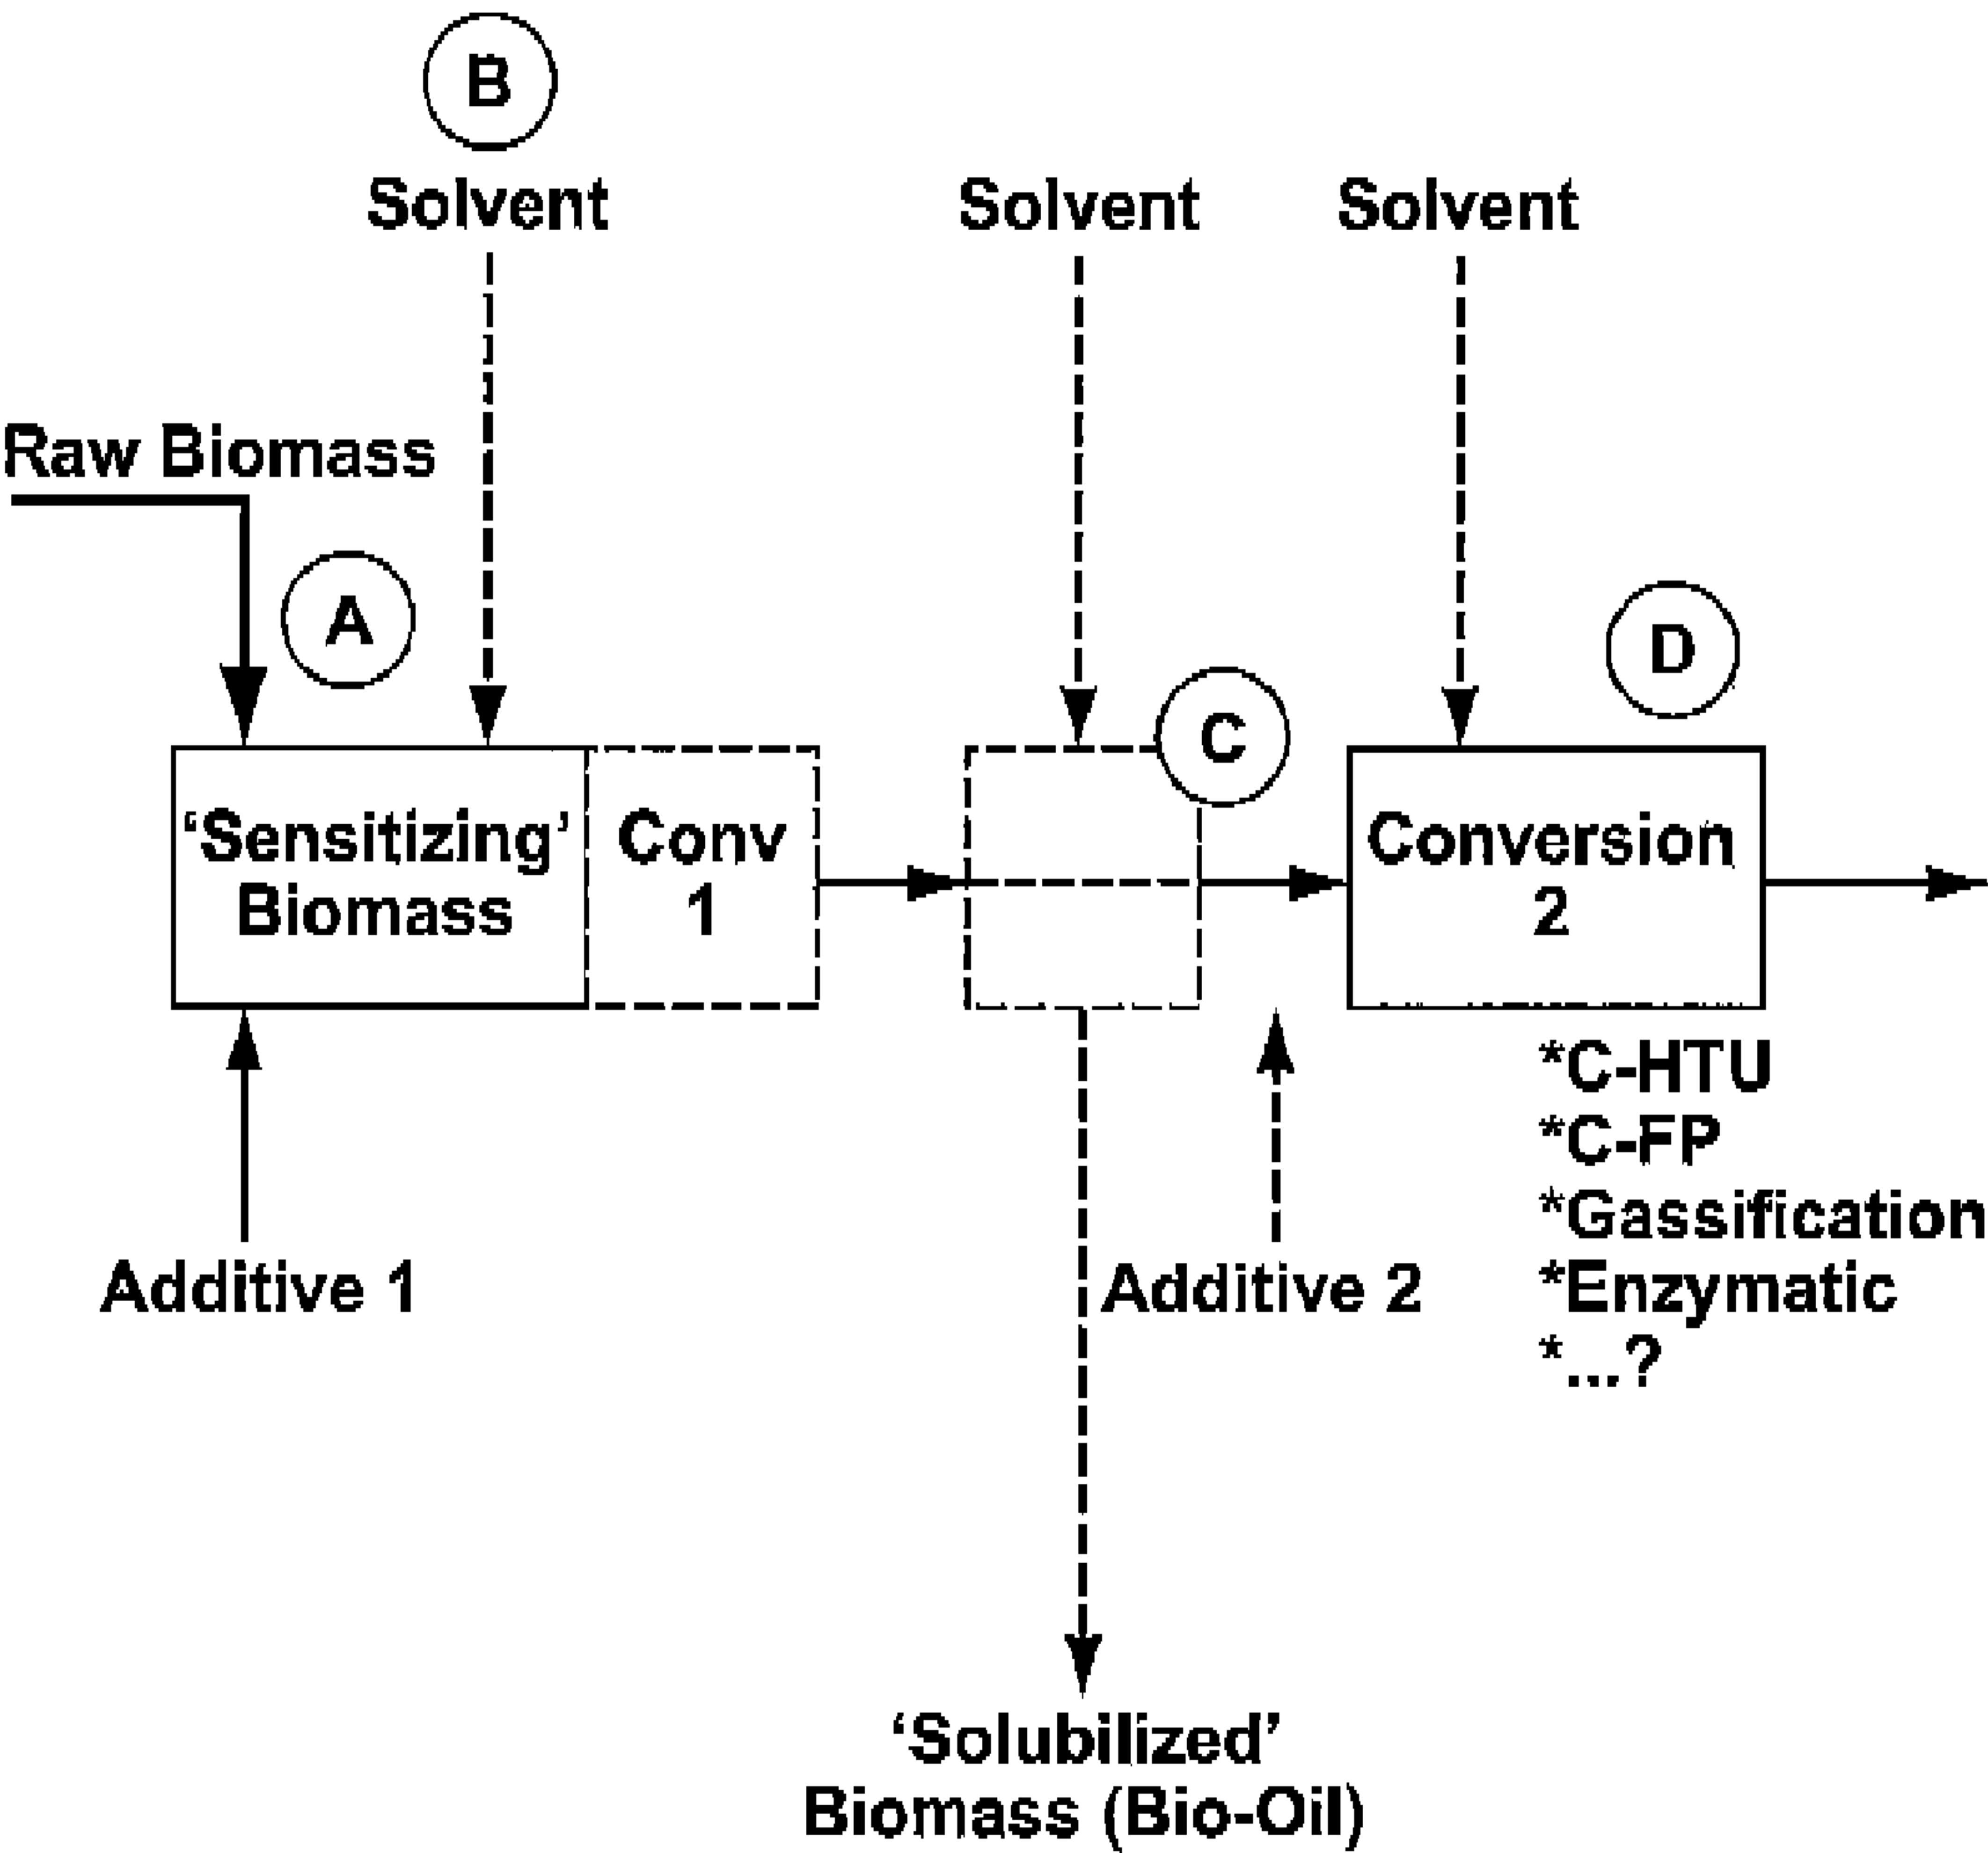 B
Solvent
Solvent
Solvent
Raw Biomass
A
D
C
‘Sensitizing’
Biomass
Conv
1
Conversion
2
*C-HTU
*C-FP
*Gassification
*Enzymatic
*...?
Additive 1
Additive 2
‘Solubilized’
Biomass (Bio-Oil)